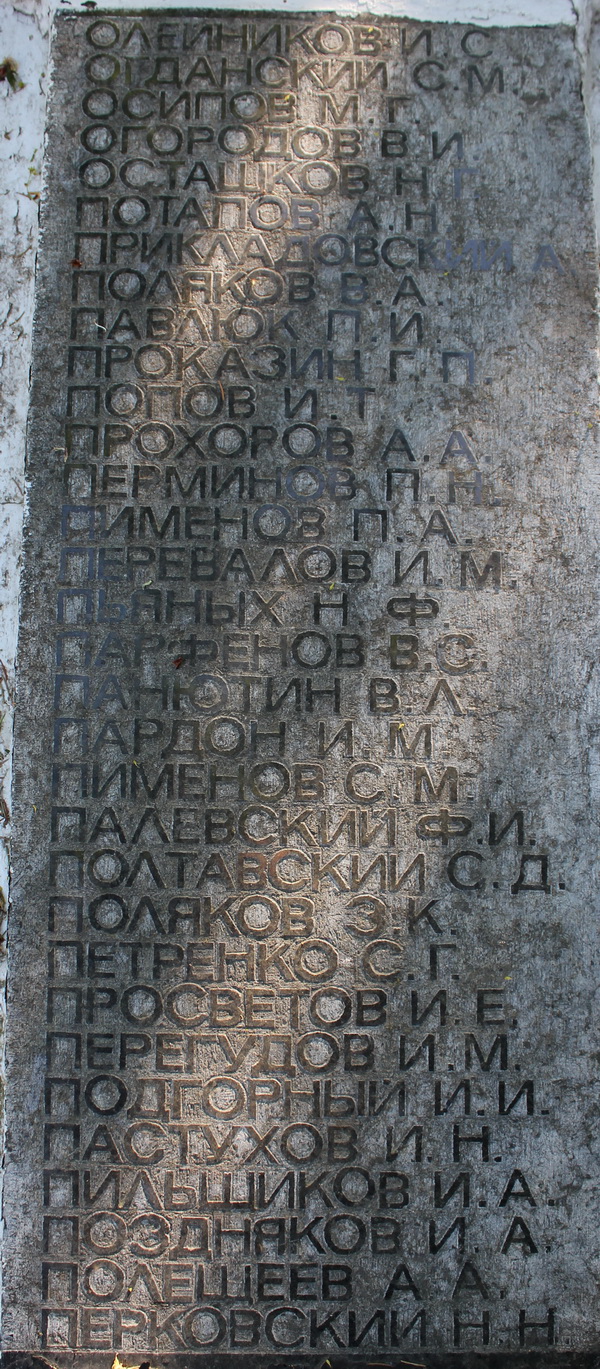 ОЛЕЙНИКОВ И.С
ОГДАНСКИЙ С.М.
ОСИПОВ М.Г.
ОГОРОДОВ В.И.
ОСТАШКОВ Н.Г.
ПОТАПОВ А.Н.
ПРИКЛАДОВСКИЙ А.
ПОЛЯКОВ В.А.
ПАВЛЮК П.И.
ПРОКАЗИН Г.П.
ПОПОВ И.Т
ПРОХОРОВ А.А.
ПЕРМИНОВ П.Н.
ПИМЕНОВ П.А.
ПЕРЕВАЛОВ И.М.
ПЬЯНЫХ Н.Ф.
ПАРФЕНОВ В.С.
ПАНЮТИН В.Л.
ПАРДОН И.М
ПИМЕНОВ С.М.
ПАЛЕВСКИЙ Ф.И.
ПОЛТАВСКИЙ С.Д.
ПОЛЯКОВ З.К.
ПЕТРЕНКО С.Г.
ПРОСВЕТОВ И.Е.
ПЕРЕГУДОВ И.М.
ПОДГОРНЫЙ И.И.
ПАСТУХОВ И.Н.
ПИЛЬЩИКОВ И.А.
ПОЗДНЯКОВ И.А.
ПОЛЕЩЕЕВ А.А.
ПЕРКОВСКИЙ Н.Н.